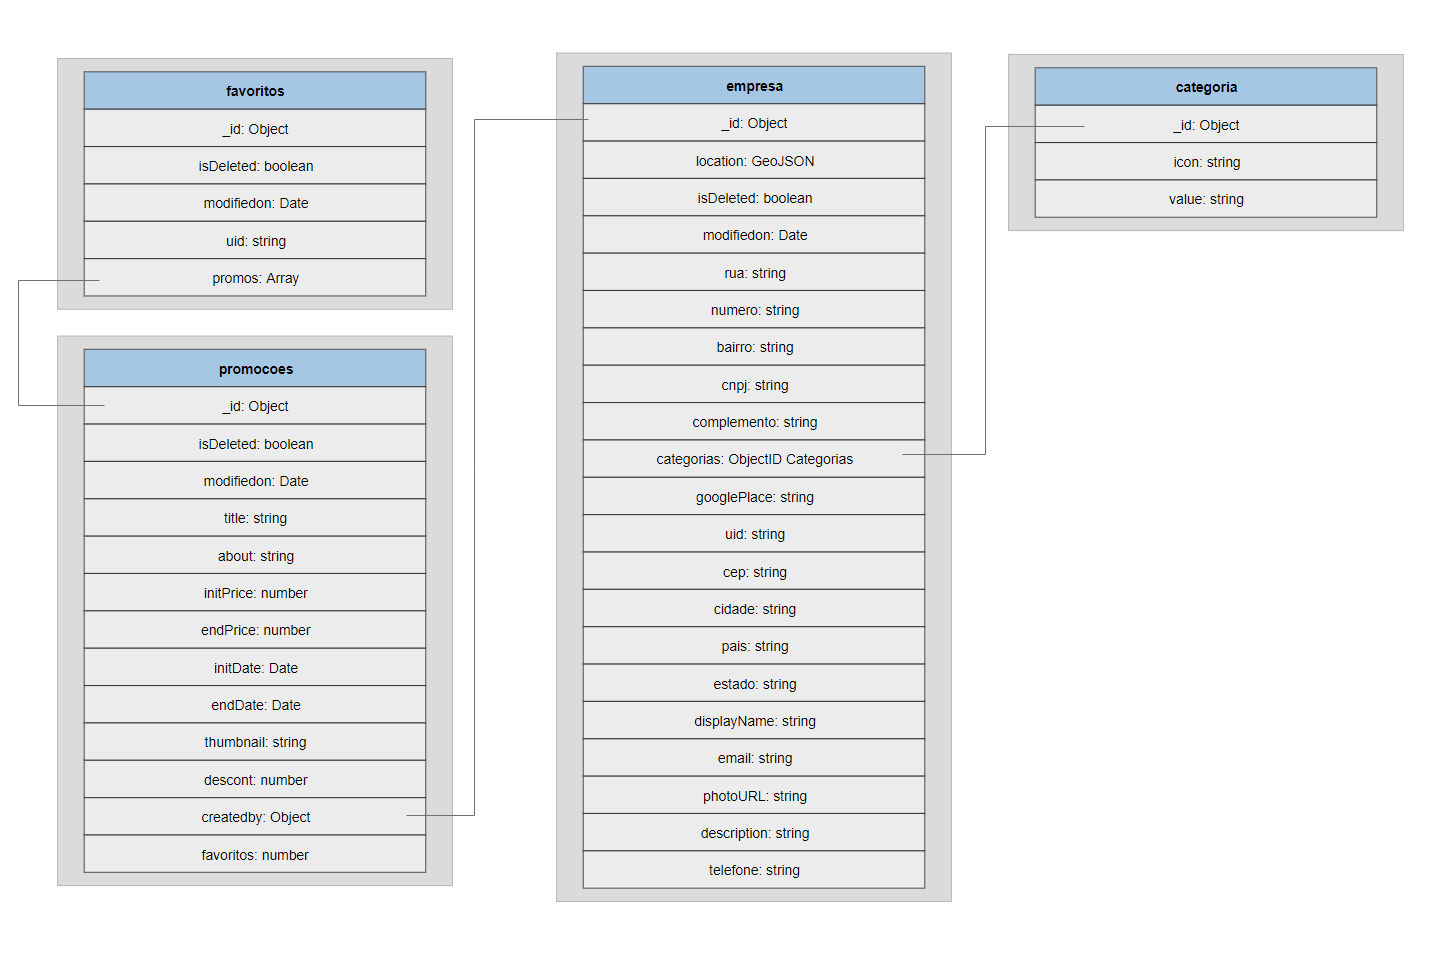 favoritos
_id: Object
isDeleted: boolean
modifiedon: Date
uid: string
promos: Array
promocoes
_id: Object
isDeleted: boolean
modifiedon: Date
title: string
about: string
initPrice: number
endPrice: number
initDate: Date
endDate: Date
thumbnail: string
descont: number
createdby: Object
favoritos: number
empresa
_id: Object
location: GeoJSON
isDeleted: boolean
modifiedon: Date
rua: string
numero: string
bairro: string
cnpj: string
complemento: string
categorias: ObjectID Categorias
googlePlace: string
uid: string
cep: string
cidade: string
pais: string
estado: string
displayName: string
email: string
photoURL: string
description: string
telefone: string
categoria
_id: Object
icon: string
value: string